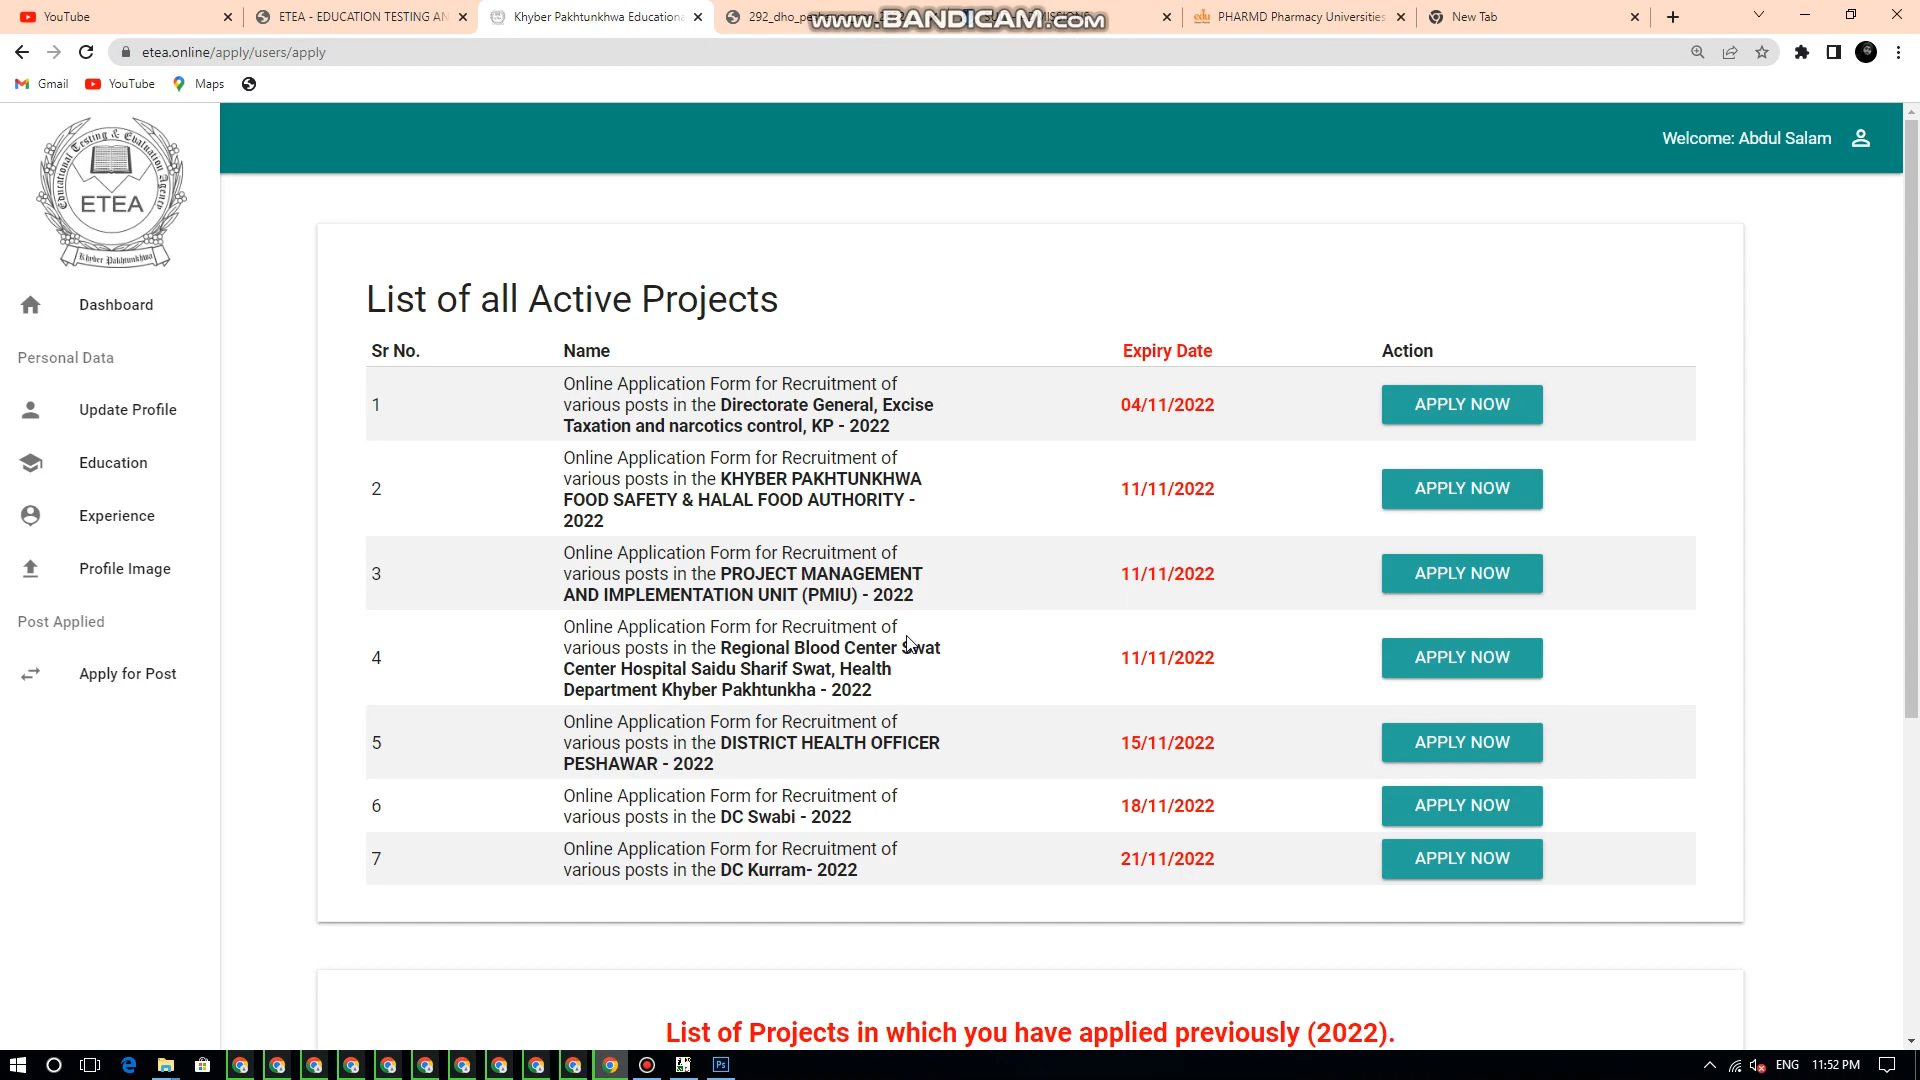 YouTube
ETEA - EDUCATION TESTING AN
Khyber Pakhtunkhwa Educationa
292_dho_pe
www.BANDICAM.com
PHARMD Pharmacy Universities
New Tab
etea.online/apply/users/apply
Gmail
YouTube
Maps
Educational Testing & Evaluation Agency
ETEA
Khyber Pakhtunkhwa
Welcome: Abdul Salam
Dashboard
Personal Data
Update Profile
Education
Experience
Profile Image
Post Applied
Apply for Post
List of all Active Projects
Sr No. Name Expiry Date Action
1
Online Application Form for Recruitment of
various posts in the Directorate General, Excise
Taxation and narcotics control, KP - 2022
04/11/2022
APPLY NOW
2
Online Application Form for Recruitment of
various posts in the KHYBER PAKHTUNKHWA
FOOD SAFETY & HALAL FOOD AUTHORITY -
2022
11/11/2022
APPLY NOW
3
Online Application Form for Recruitment of
various posts in the PROJECT MANAGEMENT
AND IMPLEMENTATION UNIT (PMIU) - 2022
11/11/2022
APPLY NOW
4
Online Application Form for Recruitment of
various posts in the Regional Blood Center Swat
Center Hospital Saidu Sharif Swat, Health
Department Khyber Pakhtunkha - 2022
11/11/2022
APPLY NOW
5
Online Application Form for Recruitment of
various posts in the DISTRICT HEALTH OFFICER
PESHAWAR - 2022
15/11/2022
APPLY NOW
6
Online Application Form for Recruitment of
various posts in the DC Swabi - 2022
18/11/2022
APPLY NOW
7
Online Application Form for Recruitment of
various posts in the DC Kurram- 2022
21/11/2022
APPLY NOW
List of Projects in which you have applied previously (2022).
ENG
11:52 PM